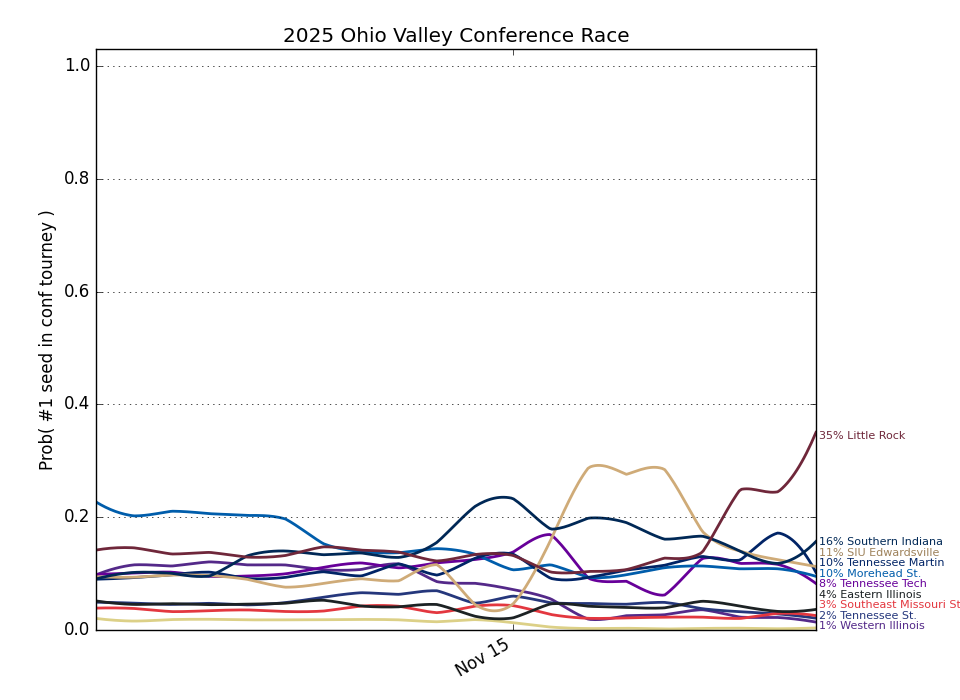 2025 Ohio Valley Conference Race
1.0
0.8
0.6
0.4
0.2
0.0
Prob( #1 seed in conf tourney )
Nov 15
35% Little Rock
16% Southern Indiana
11% SIU Edwardsville
10% Tennessee Martin
10% Morehead St.
8% Tennessee Tech
4% Eastern Illinois
3% Southeast Missouri St
2% Tennessee St.
1% Western Illinois